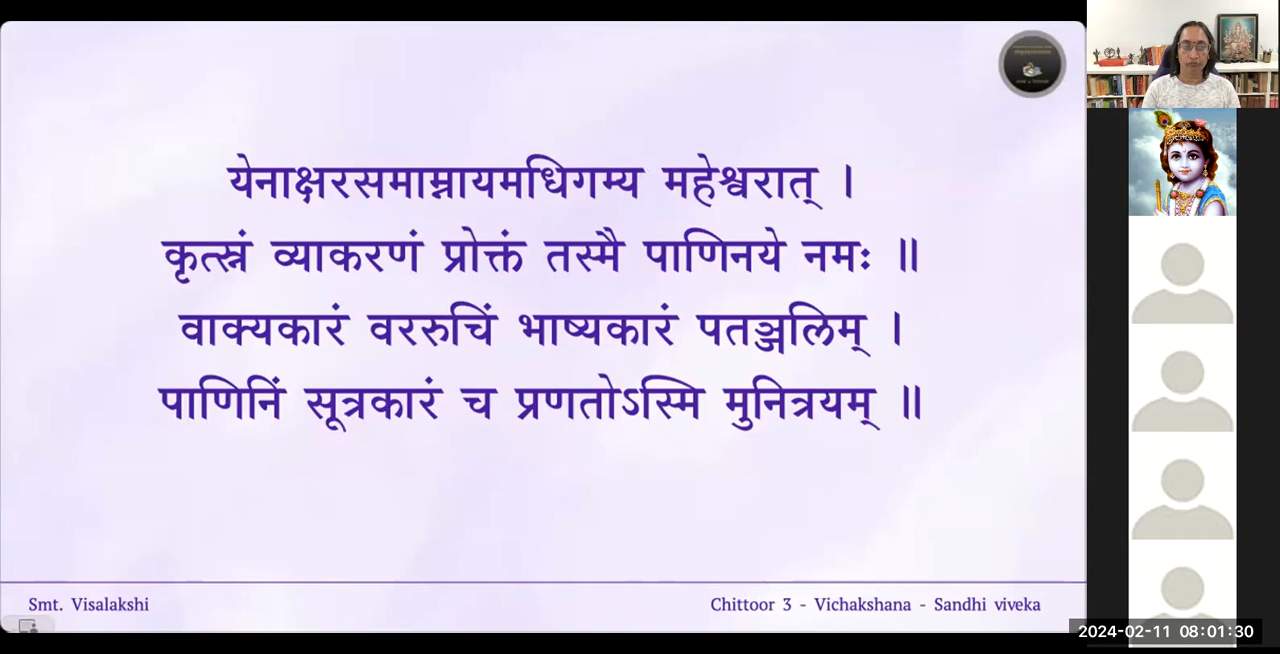 येनाक्षरसमाम्नायमधिगम्य महेश्वरात् ।
कृत्स्नं व्याकरणं प्रोक्तं तस्मै पाणिनये नमः ॥
वाक्यकारं वररुचिं भाष्यकारं पतञ्जलिम् ।
पाणिनिं सूत्रकारं च प्रणतोऽस्मि मुनित्रयम् ॥
Smt. Visalakshi
Chittoor 3 - Vichakshana - Sandhi viveka
2024-02-11 08:01:30